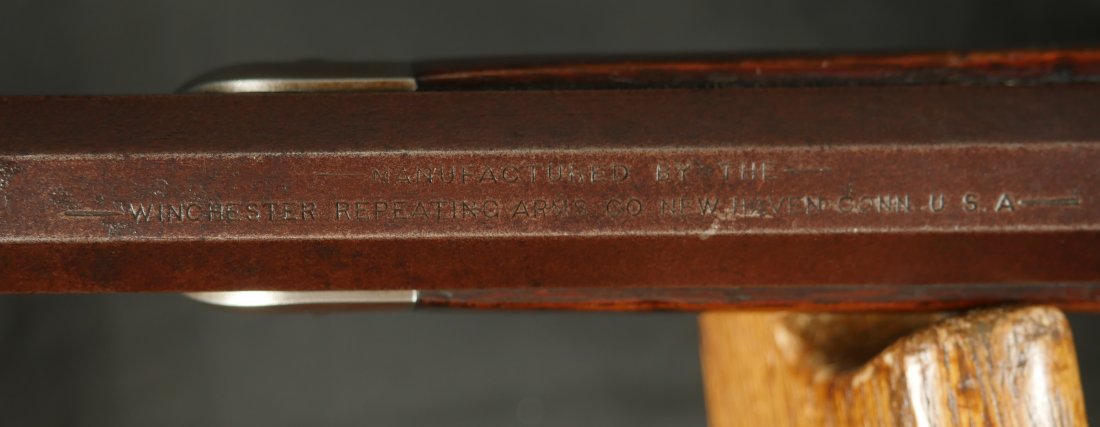 — MANUFACTURED BY THE —
— WINCHESTER REPEATING ARMS. CO. NEW HAVEN. CONN. U. S. A —